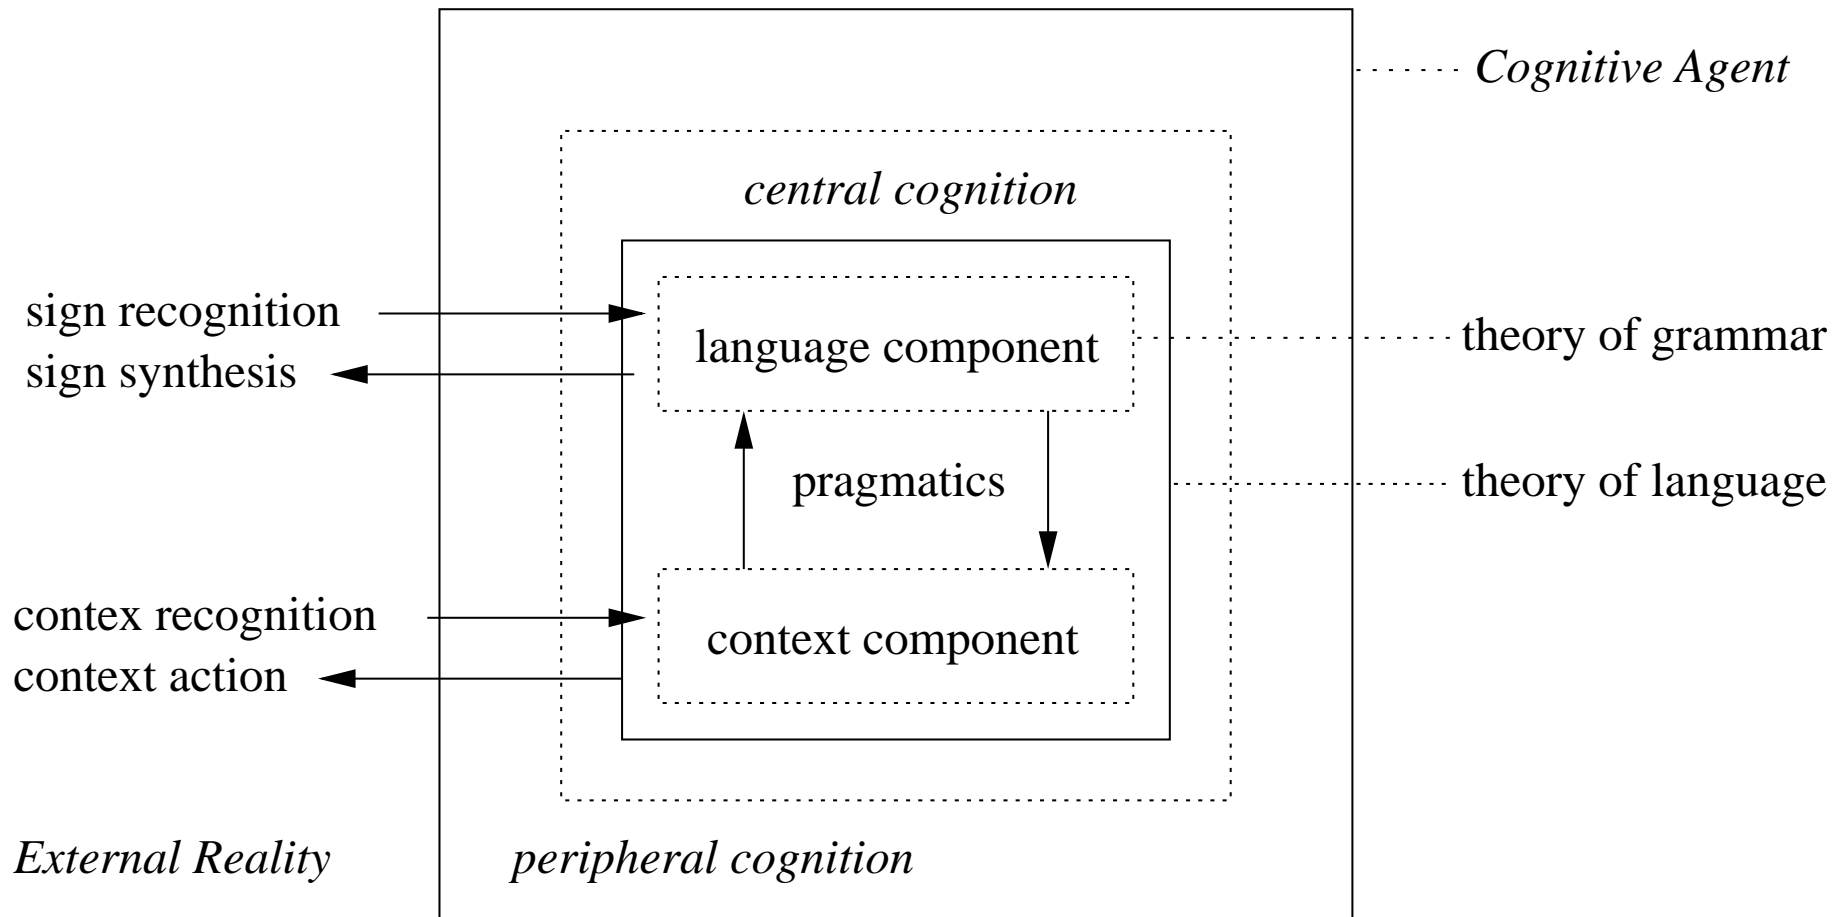 Cognitive Agent
central cognition
sign recognition
sign synthesis
language component
theory of grammar
pragmatics
theory of language
contex recognition
context action
context component
External Reality
peripheral cognition